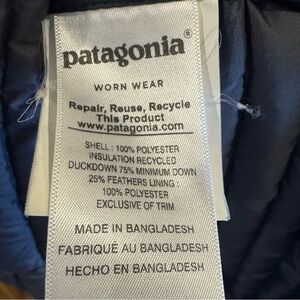 patagonia®
WORN WEAR
Repair, Reuse, Recycle
This Product
www.patagonia.com
SHELL : 100% POLYESTER
INSULATION RECYCLED
DUCKDOWN 75% MINIMUM DOWN
25% FEATHERS LINING :
100% POLYESTER
EXCLUSIVE OF TRIM
MADE IN BANGLADESH
FABRIQUÉ AU BANGLADESH
HECHO EN BANGLADESH